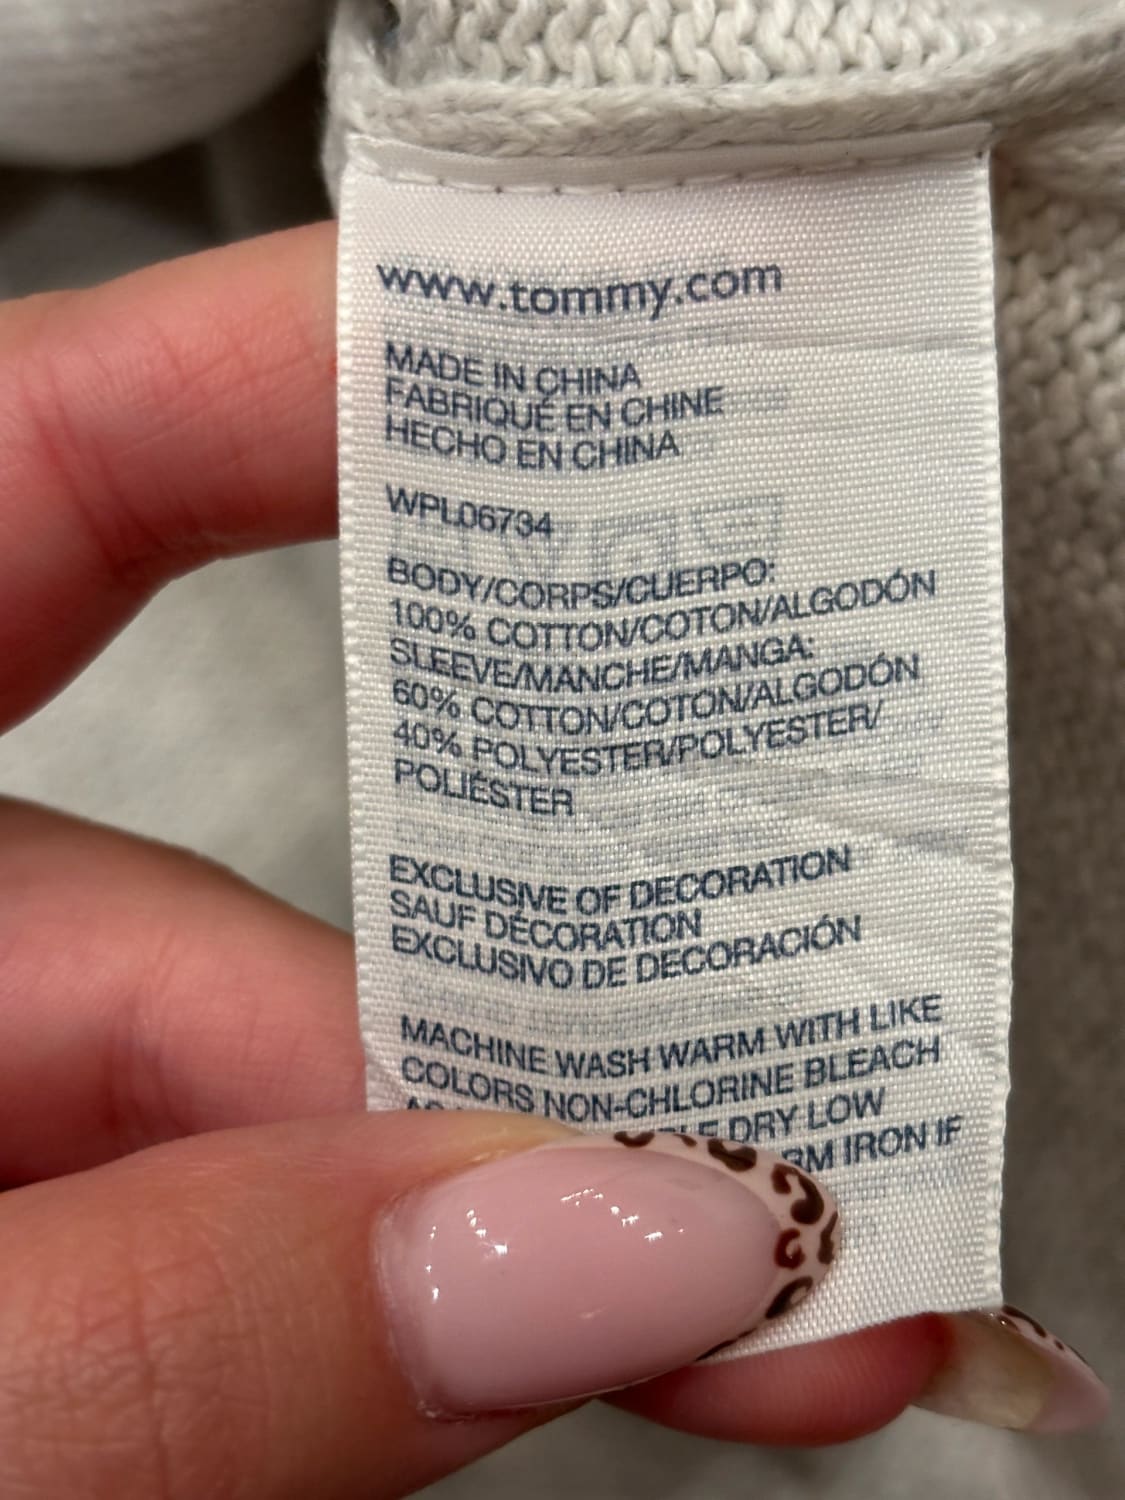 www.tommy.com
MADE IN CHINA
FABRIQUÉ EN CHINE
HECHO EN CHINA
WPL06734
BODY/CORPS/CUERPO:
100% COTTON/COTON/ALGODÓN
SLEEVE/MANCHE/MANGA:
60% COTTON/COTON/ALGODÓN
40% POLYESTER/POLYESTER/
POLIÉSTER
EXCLUSIVE OF DECORATION
SAUF DÉCORATION
EXCLUSIVO DE DECORACIÓN
MACHINE WASH WARM WITH LIKE
COLORS NON-CHLORINE BLEACH
DRY LOW
IRON IF